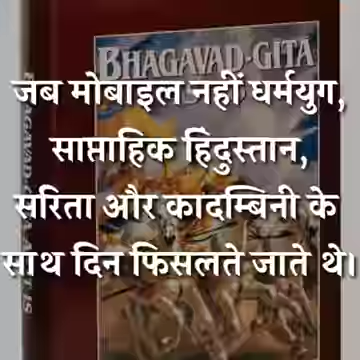 BHAGAVAD-GITA
जब मोबाइल नहीं धर्मयुग,
साप्ताहिक हिंदुस्तान,
सरिता और कादम्बिनी के
साथ दिन फिसलते जाते थे।